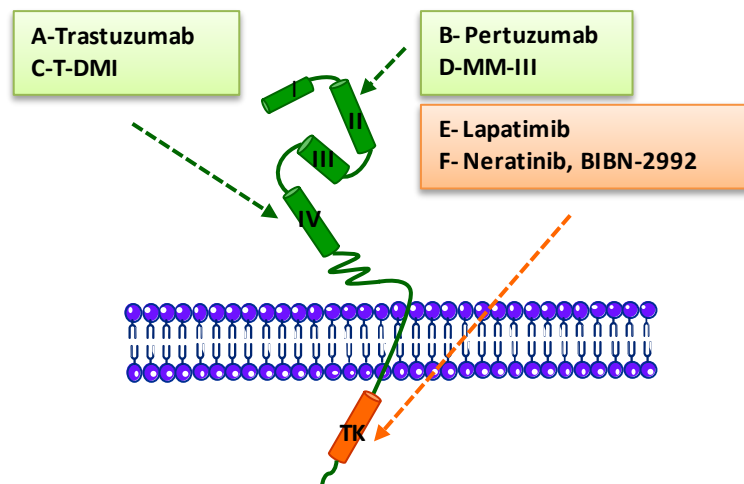 A-Trastuzumab
C-T-DMI
B- Pertuzumab
D-MM-III
E- Lapatimib
F- Neratinib, BIBN-2992
I
II
III
IV
TK